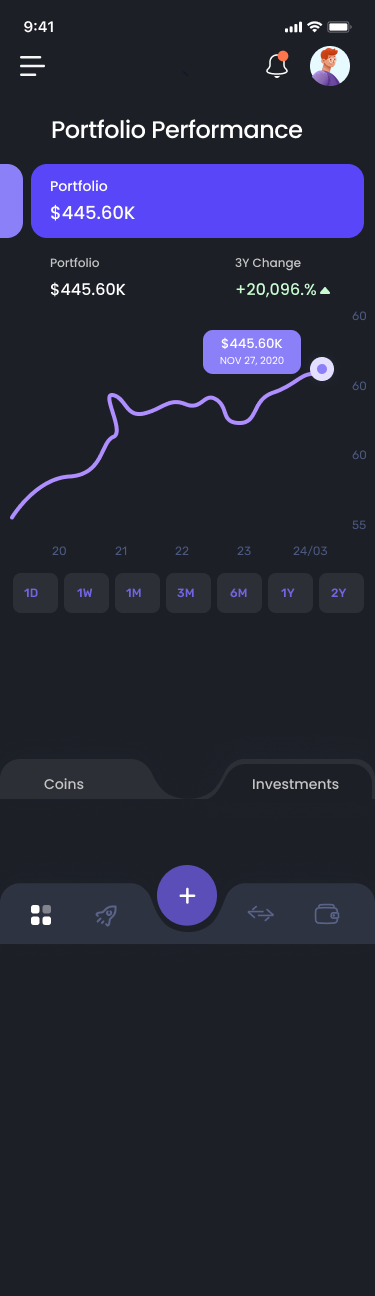 9:41
Portfolio Performance
Portfolio
$445.60K
Portfolio
3Y Change
$445.60K
+20,096.%
60
$445.60K
NOV 27, 2020
60
60
55
20 21 22 23 24/03
1D 1W 1M 3M 6M 1Y 2Y
Coins
Investments